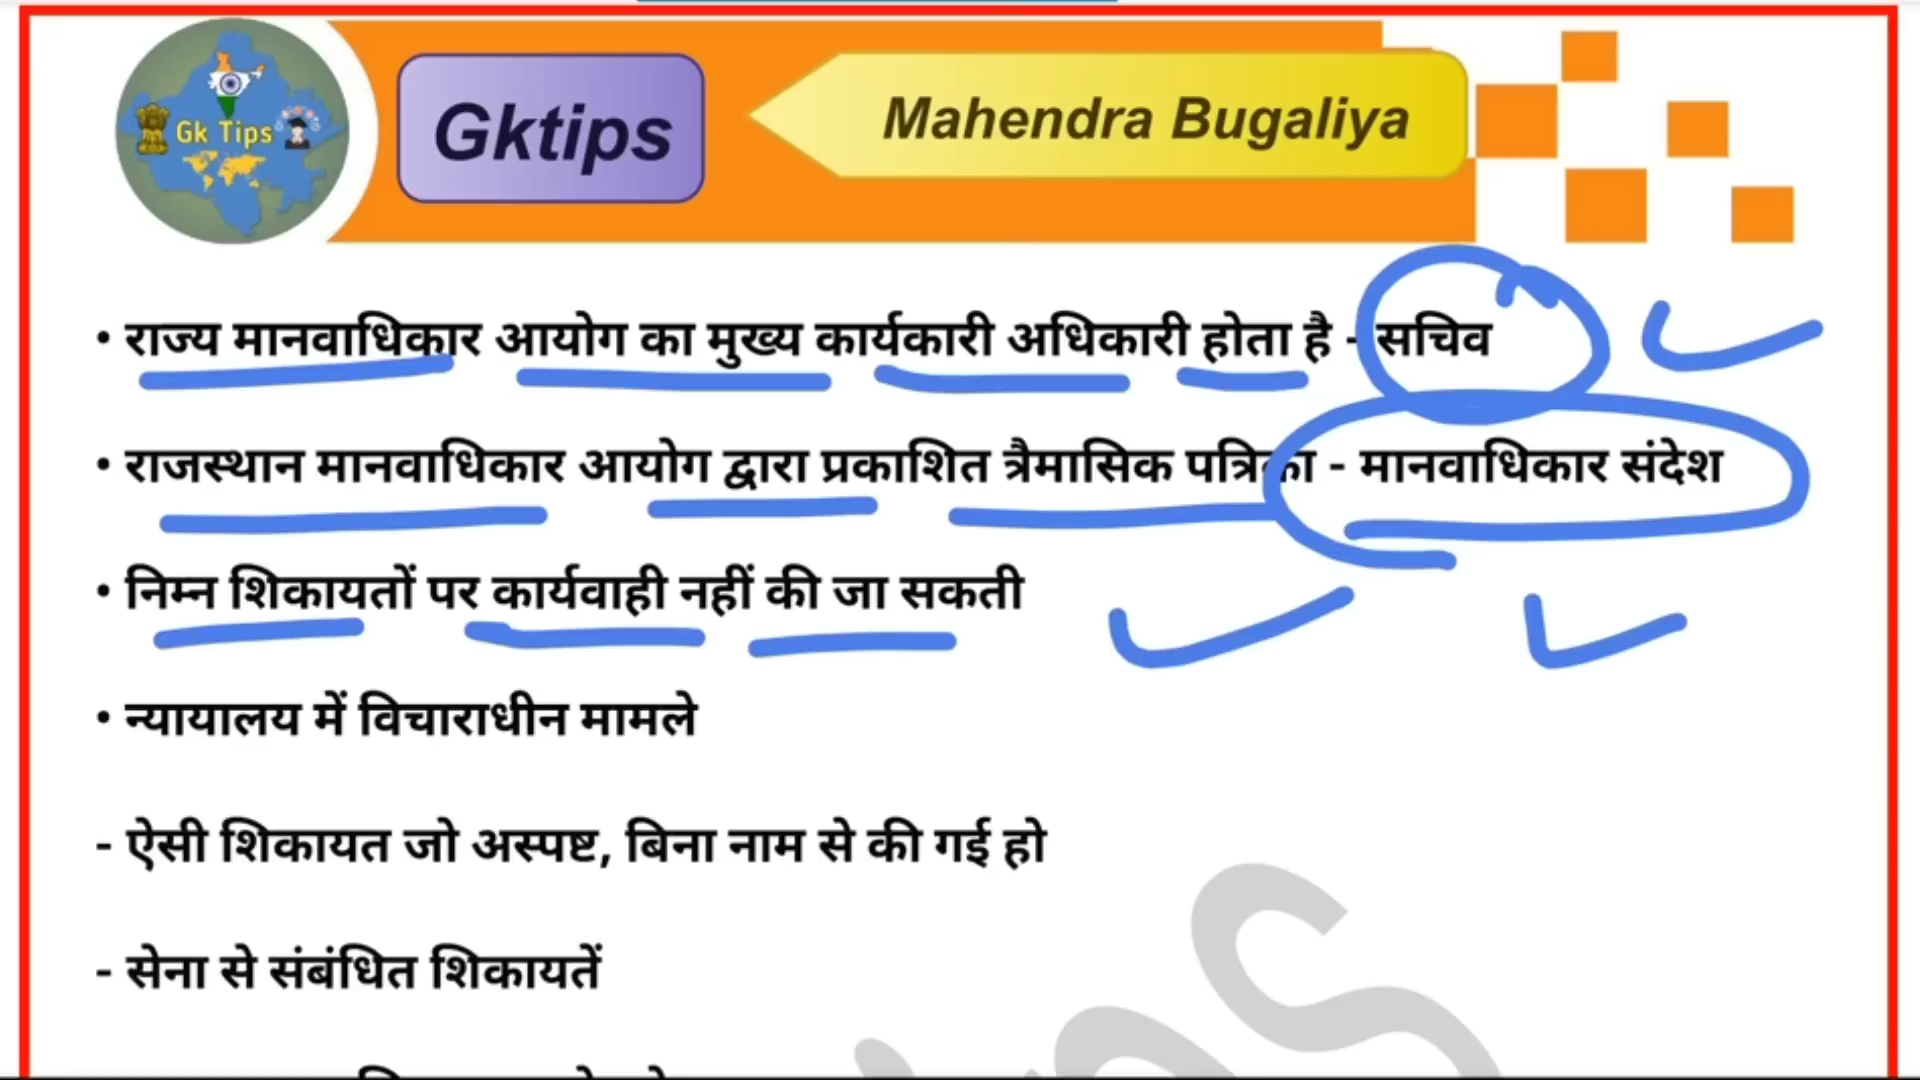 Gk Tips
Gktips
Mahendra Bugaliya
• राज्य मानवाधिकार आयोग का मुख्य कार्यकारी अधिकारी होता है - सचिव
• राजस्थान मानवाधिकार आयोग द्वारा प्रकाशित त्रैमासिक पत्रिका - मानवाधिकार संदेश
• निम्न शिकायतों पर कार्यवाही नहीं की जा सकती
• न्यायालय में विचाराधीन मामले
- ऐसी शिकायत जो अस्पष्ट, बिना नाम से की गई हो
- सेना से संबंधित शिकायतें